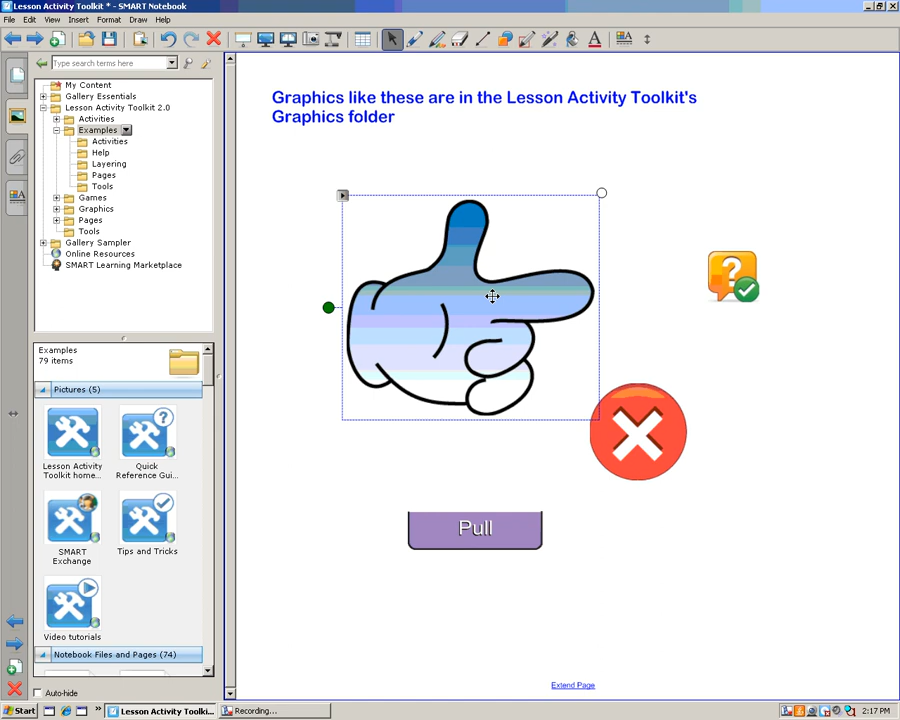 Lesson Activity Toolkit * - SMART Notebook
File Edit View Insert Format Draw Help
Type search terms here
My Content
Gallery Essentials
Lesson Activity Toolkit 2.0
Activities
Examples
Activities
Help
Layering
Pages
Tools
Games
Graphics
Pages
Tools
Gallery Sampler
Online Resources
SMART Learning Marketplace
Examples
79 items
Pictures (5)
Lesson Activity
Toolkit home...
Quick
Reference Gui...
SMART
Exchange
Tips and Tricks
Video tutorials
Notebook Files and Pages (74)
Auto-hide
Graphics like these are in the Lesson Activity Toolkit's
Graphics folder
Pull
Extend Page
Start
Lesson Activity Toolki...
Recording...
2:17 PM